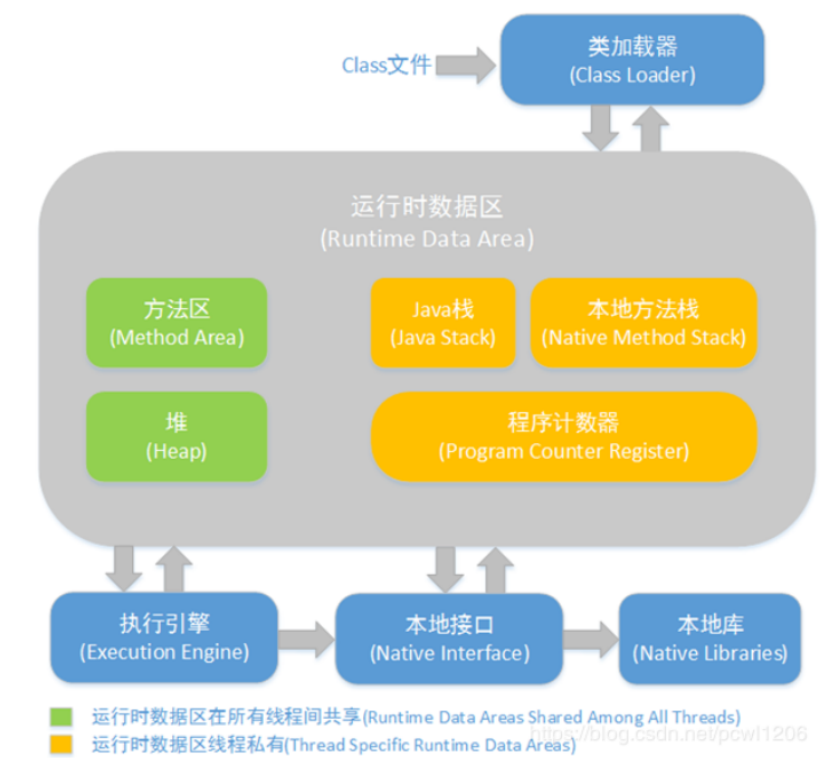 类加载器
(Class Loader)
Class文件
运行时数据区
(Runtime Data Area)
方法区
(Method Area)
Java栈
(Java Stack)
本地方法栈
(Native Method Stack)
堆
(Heap)
程序计数器
(Program Counter Register)
执行引擎
(Execution Engine)
本地接口
(Native Interface)
本地库
(Native Libraries)
运行时数据区在所有线程间共享(Runtime Data Areas Shared Among All Threads)
运行时数据区线程私有(Thread Specific Runtime Data Areas)
https://blog.csdn.net/pcwl1206